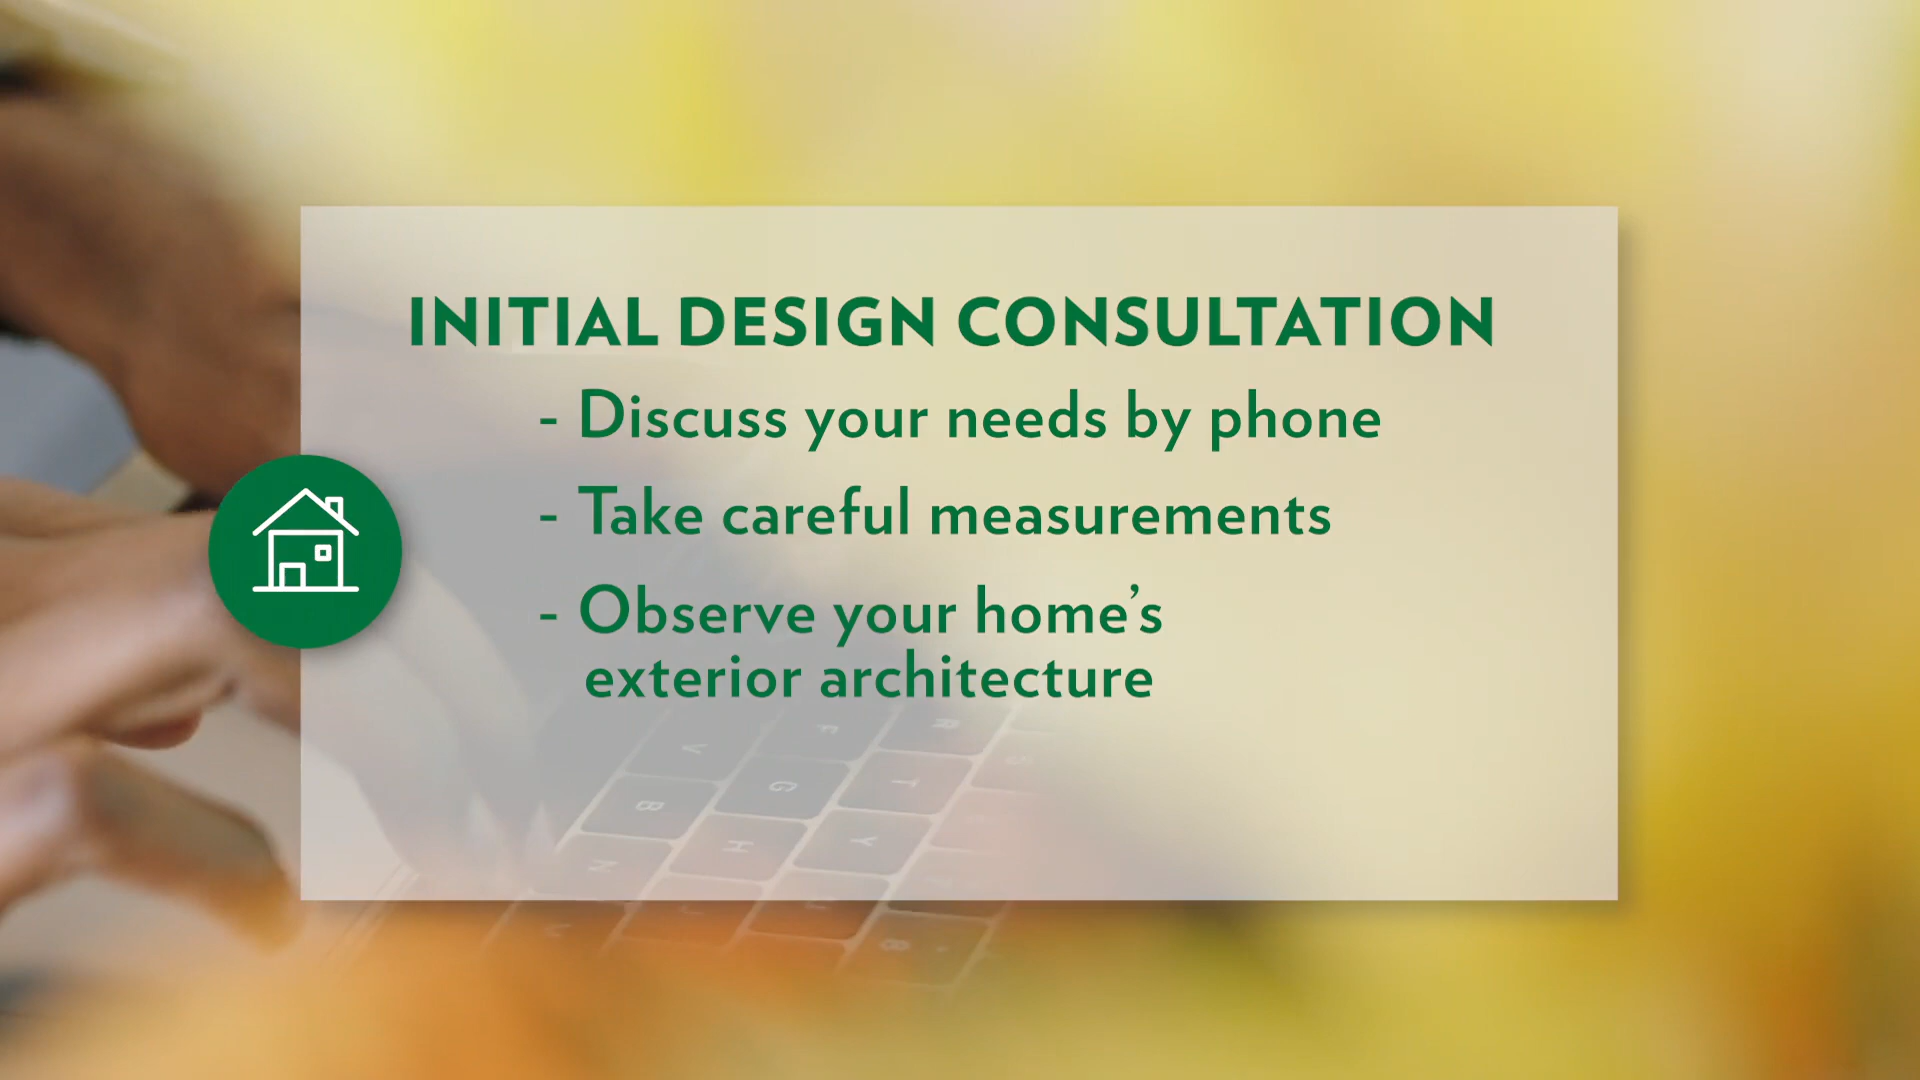 INITIAL DESIGN CONSULTATION
- Discuss your needs by phone
- Take careful measurements
- Observe your home’s
exterior architecture